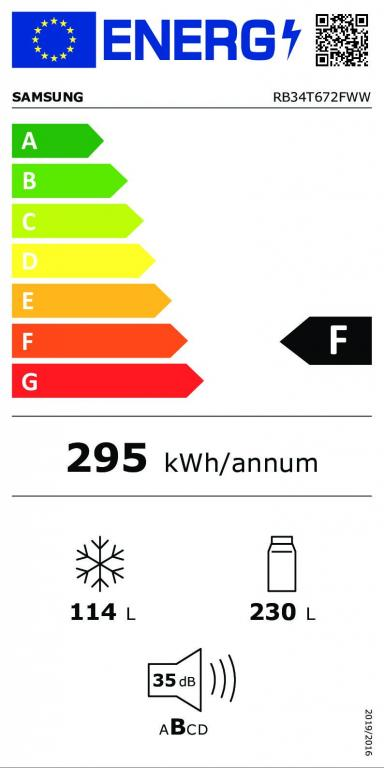 ENERG
SAMSUNG RB34T672FWW
A
B
C
D
E
F F
G
295 kWh/annum
114 L 230 L
35 dB
ABCD
2019/2016